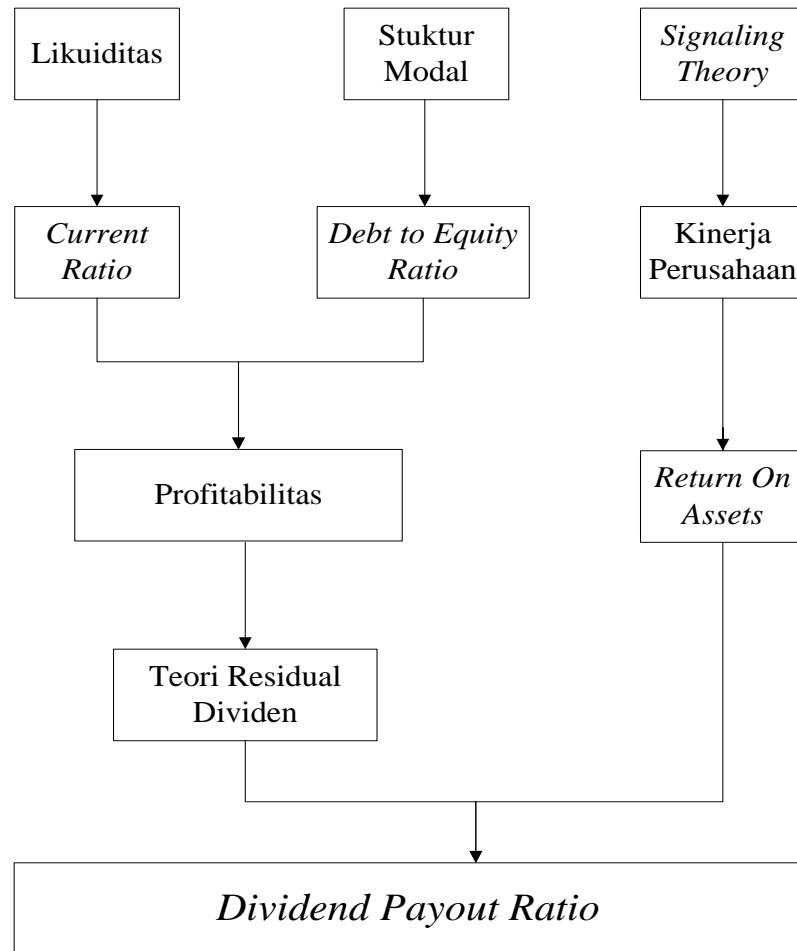 Likuiditas
Stuktur
Modal
Signaling
Theory
Current
Ratio
Debt to Equity
Ratio
Kinerja
Perusahaan
Profitabilitas
Return On
Assets
Teori Residual
Dividen
Dividend Payout Ratio